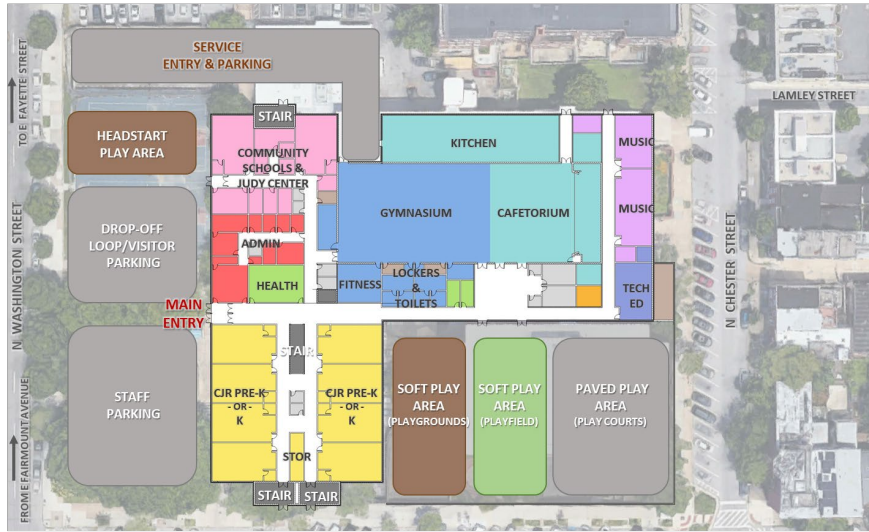 TO E. FAYETTE STREET
N. WASHINGTON STREET
FROM E FAIRMOUNT AVENUE
SERVICE
ENTRY & PARKING
HEADSTART
PLAY AREA
DROP-OFF
LOOP/VISITOR
PARKING
MAIN
ENTRY
STAFF
PARKING
STAIR
COMMUNITY
SCHOOLS &
JUDY CENTER
ADMIN
HEALTH
KITCHEN
GYMNASIUM
CAFETORIUM
FITNESS
LOCKERS
&
TOILETS
MUSIC
MUSIC
TECH
ED
STAIR
CJR PRE-K
- OR -
K
CJR PRE-K
- OR -
K
STOR
STAIR
STAIR
SOFT PLAY
AREA
(PLAYGROUNDS)
SOFT PLAY
AREA
(PLAYFIELD)
PAVED PLAY
AREA
(PLAY COURTS)
N. CHESTER STREET
LAMLEY STREET